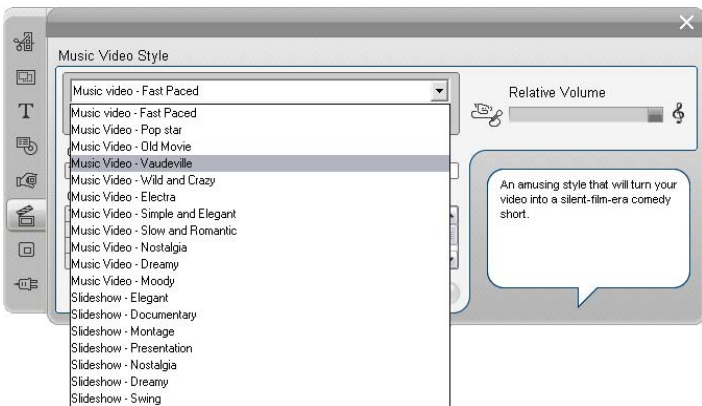 Music Video Style
Music video - Fast Paced
Relative Volume
T
Music video - Fast Paced
Music Video - Pop star
Music Video - Old Movie
Music Video - Vaudeville
Music Video - Wild and Crazy
Music Video - Electra
Music Video - Simple and Elegant
Music Video - Slow and Romantic
Music Video - Nostalgia
Music Video - Dreamy
Music Video - Moody
Slideshow - Elegant
Slideshow - Documentary
Slideshow - Montage
Slideshow - Presentation
Slideshow - Nostalgia
Slideshow - Dreamy
Slideshow - Swing
An amusing style that will turn your
video into a silent-film-era comedy
short.